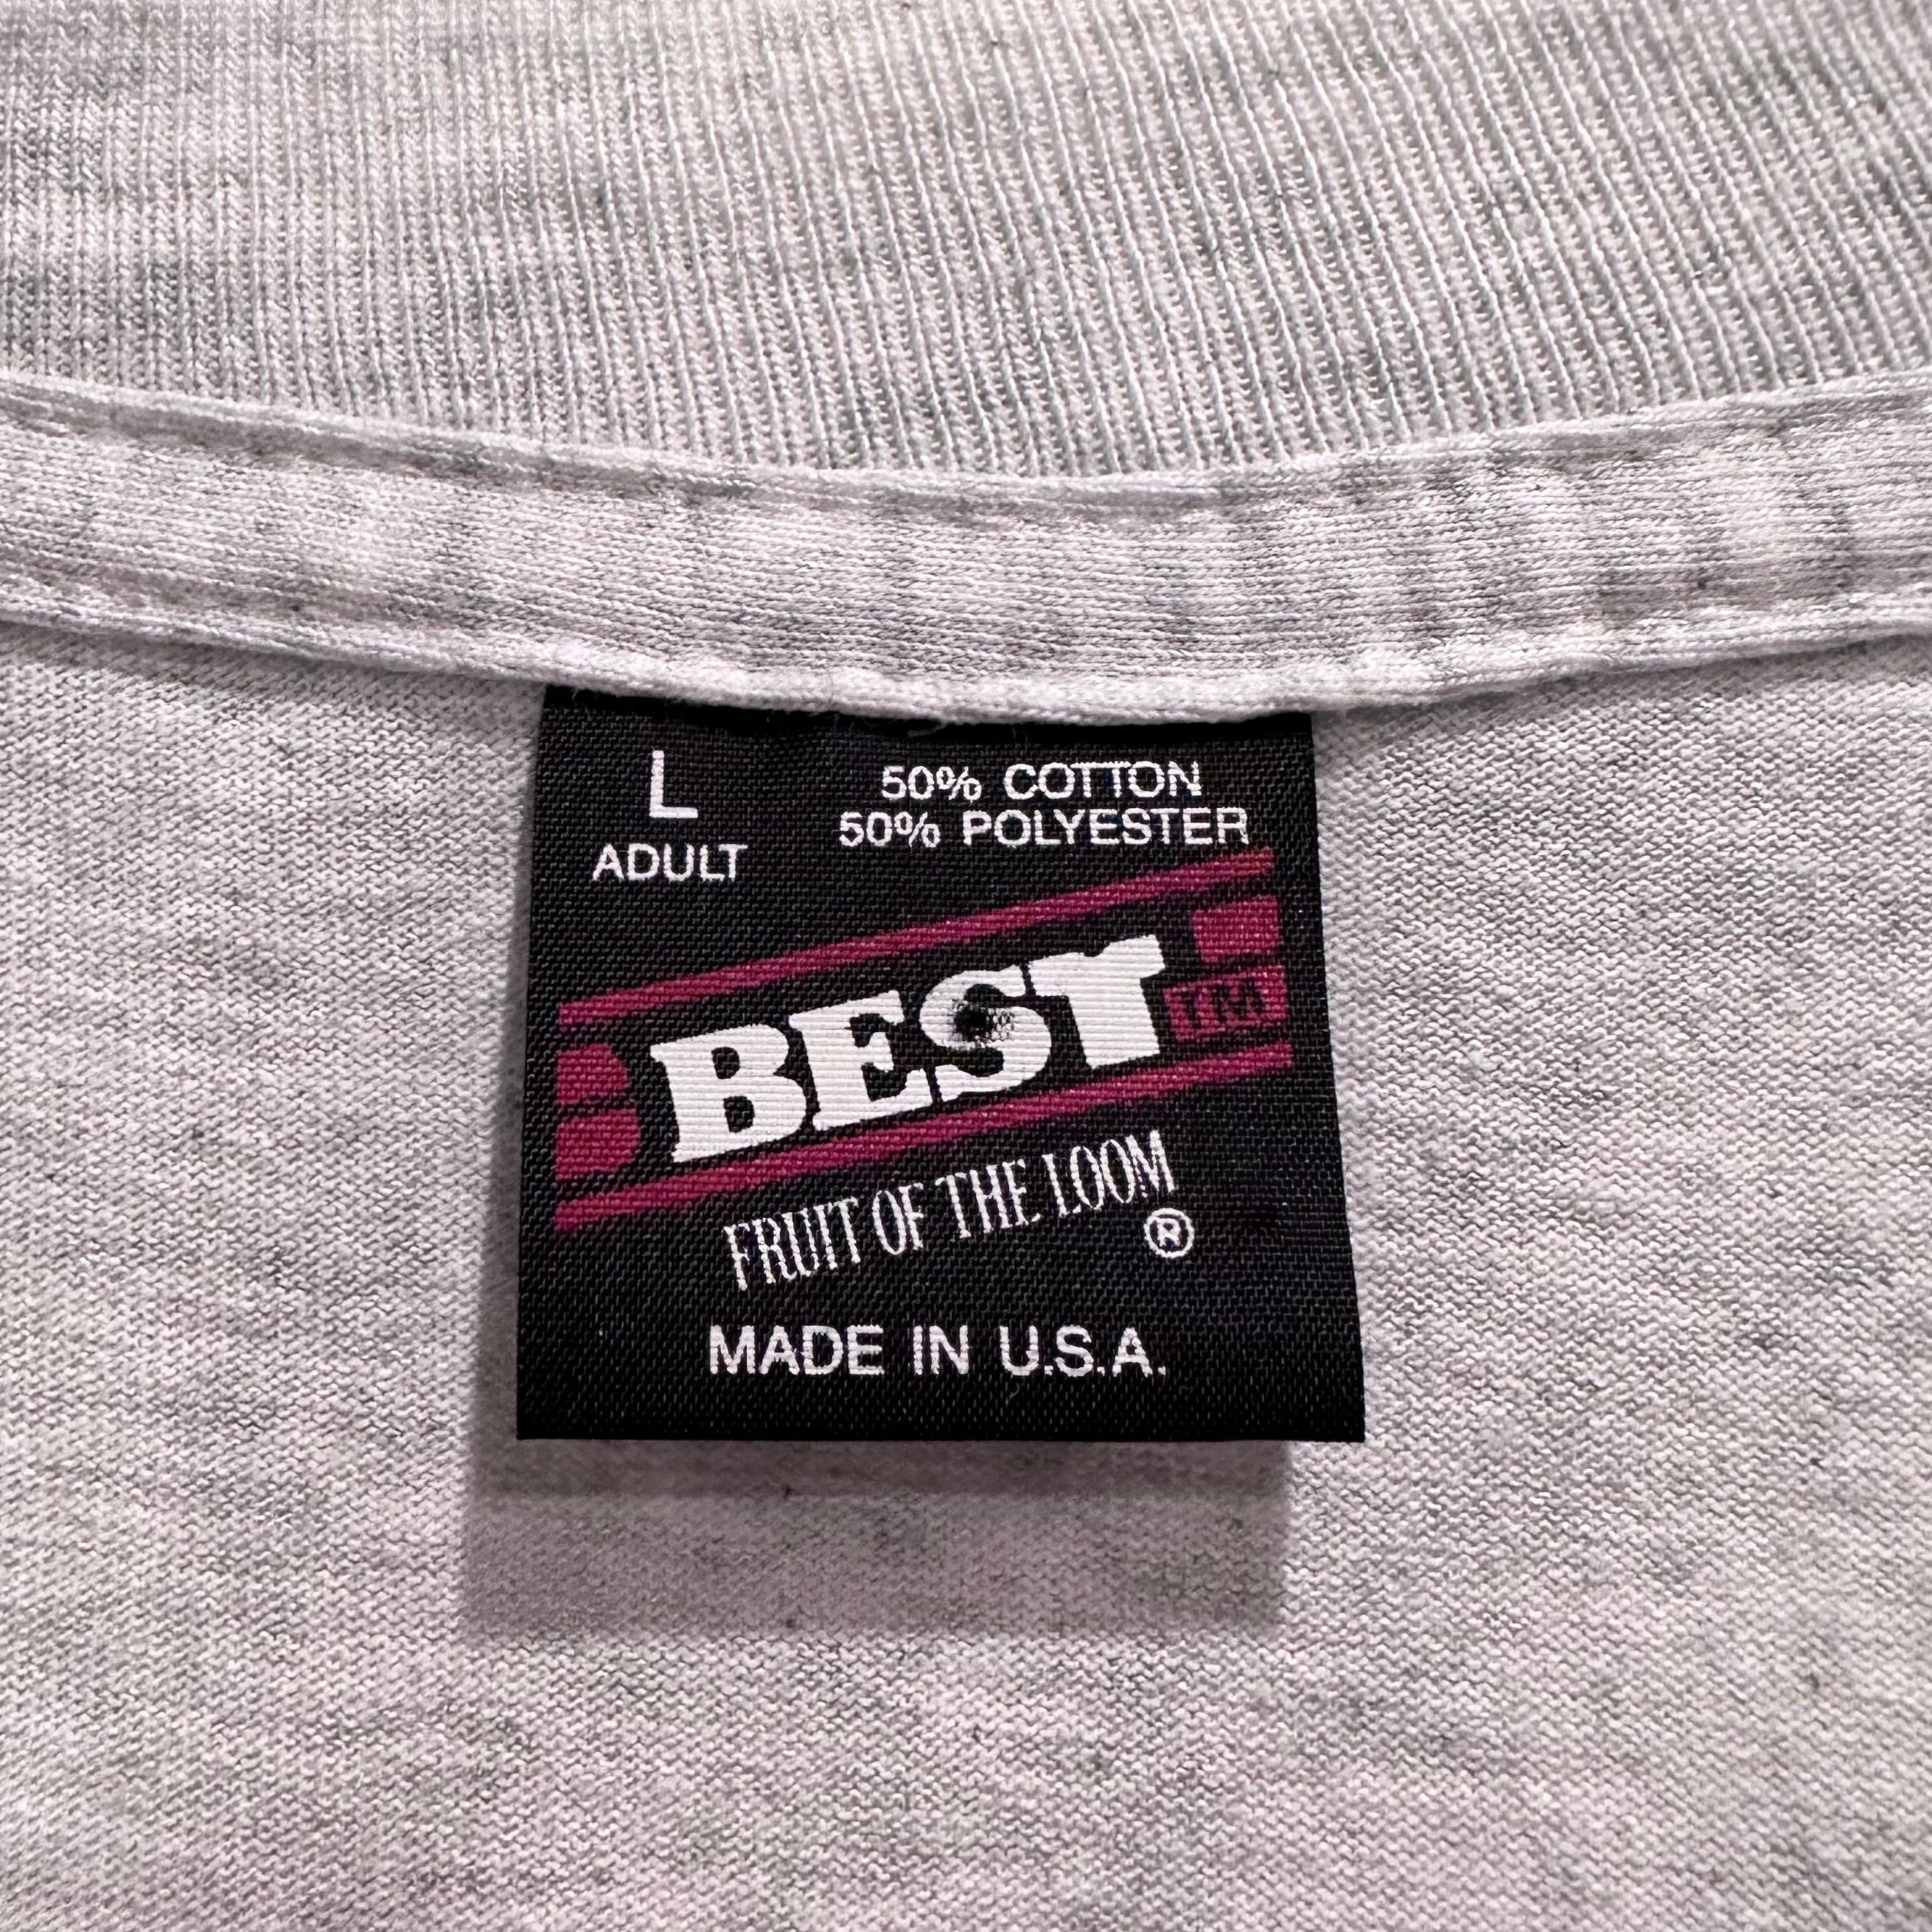 L
ADULT
50% COTTON
50% POLYESTER
BEST
TM
FRUIT OF THE LOOM
®
MADE IN U.S.A.